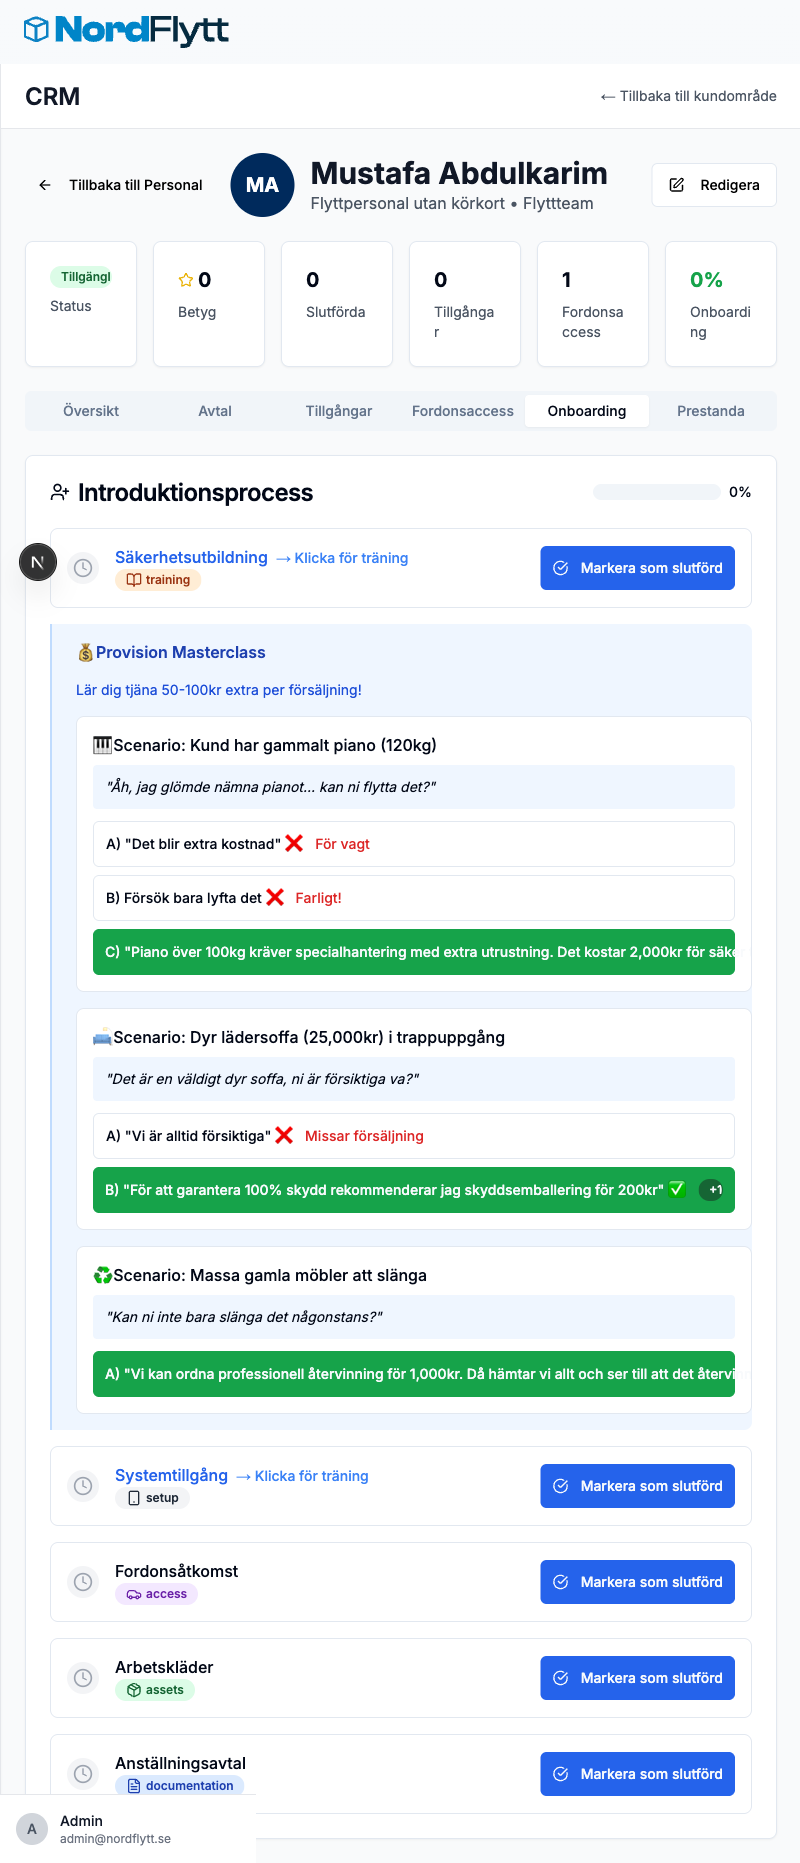 NordFlytt
CRM
← Tillbaka till kundområde
← Tillbaka till Personal
MA
Mustafa Abdulkarim
Flyttpersonal utan körkort • Flyttteam
Redigera
Tillgängl
Status
0
Betyg
0
Slutförda
0
Tillgånga
r
1
Fordonsa
ccess
0%
Onboardi
ng
Översikt
Avtal
Tillgångar
Fordonsaccess
Onboarding
Prestanda
Introduktionsprocess
0%
N
Säkerhetsutbildning → Klicka för träning
training
Markera som slutförd
💰Provision Masterclass
Lär dig tjäna 50-100kr extra per försäljning!
🎹Scenario: Kund har gammalt piano (120kg)
"Åh, jag glömde nämna pianot... kan ni flytta det?"
A) "Det blir extra kostnad" ❌ För vagt
B) Försök bara lyfta det ❌ Farligt!
C) "Piano över 100kg kräver specialhantering med extra utrustning. Det kostar 2,000kr för säke
🛋️Scenario: Dyr lädersoffa (25,000kr) i trappuppgång
"Det är en väldigt dyr soffa, ni är försiktiga va?"
A) "Vi är alltid försiktiga" ❌ Missar försäljning
B) "För att garantera 100% skydd rekommenderar jag skyddsemballering för 200kr" ✅ +1
♻️Scenario: Massa gamla möbler att slänga
"Kan ni inte bara slänga det någonstans?"
A) "Vi kan ordna professionell återvinning för 1,000kr. Då hämtar vi allt och ser till att det återvi
Systemtillgång → Klicka för träning
setup
Markera som slutförd
Fordonsåtkomst
access
Markera som slutförd
Arbetskläder
assets
Markera som slutförd
Anställningsavtal
documentation
Markera som slutförd
A
Admin
admin@nordflytt.se